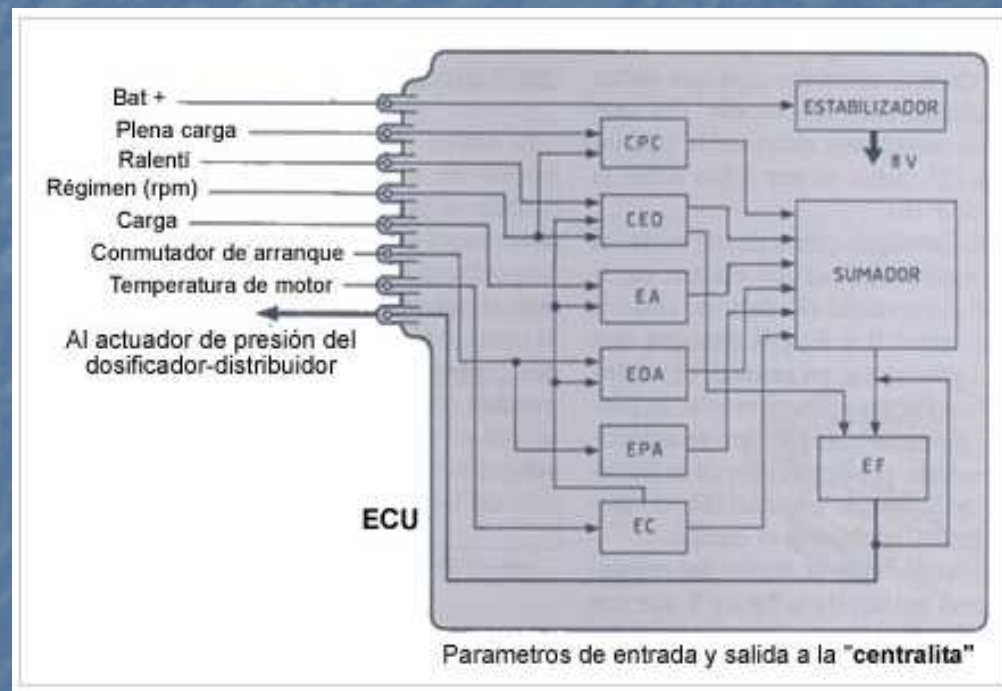 Bat +
Plena carga
Ralentí
Régimen (rpm)
Carga
Conmutador de arranque
Temperatura de motor
Al actuador de presión del
dosificador-distribuidor
ECU
ESTABILIZADOR
8 V
CPC
CED
EA
EDA
EPA
EC
SUMADOR
EF
Parametros de entrada y salida a la "centralita"